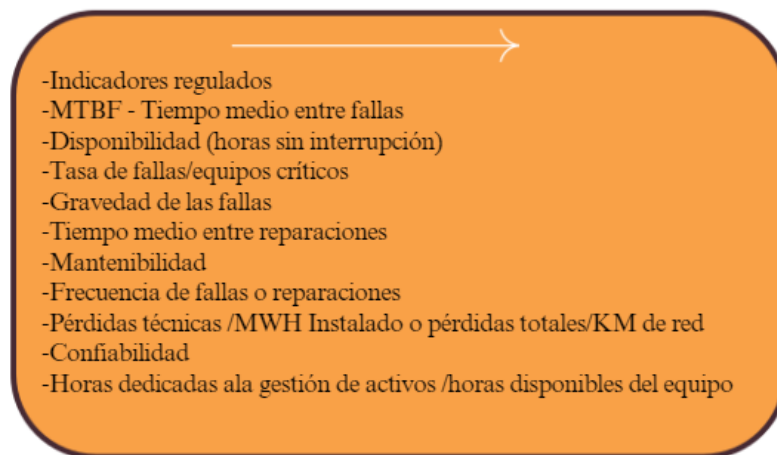 -Indicadores regulados
-MTBF - Tiempo medio entre fallas
-Disponibilidad (horas sin interrupción)
-Tasa de fallas/equipos críticos
-Gravedad de las fallas
-Tiempo medio entre reparaciones
-Mantenibilidad
-Frecuencia de fallas o reparaciones
-Pérdidas técnicas /MWH Instalado o pérdidas totales/KM de red
-Confiabilidad
-Horas dedicadas ala gestión de activos /horas disponibles del equipo